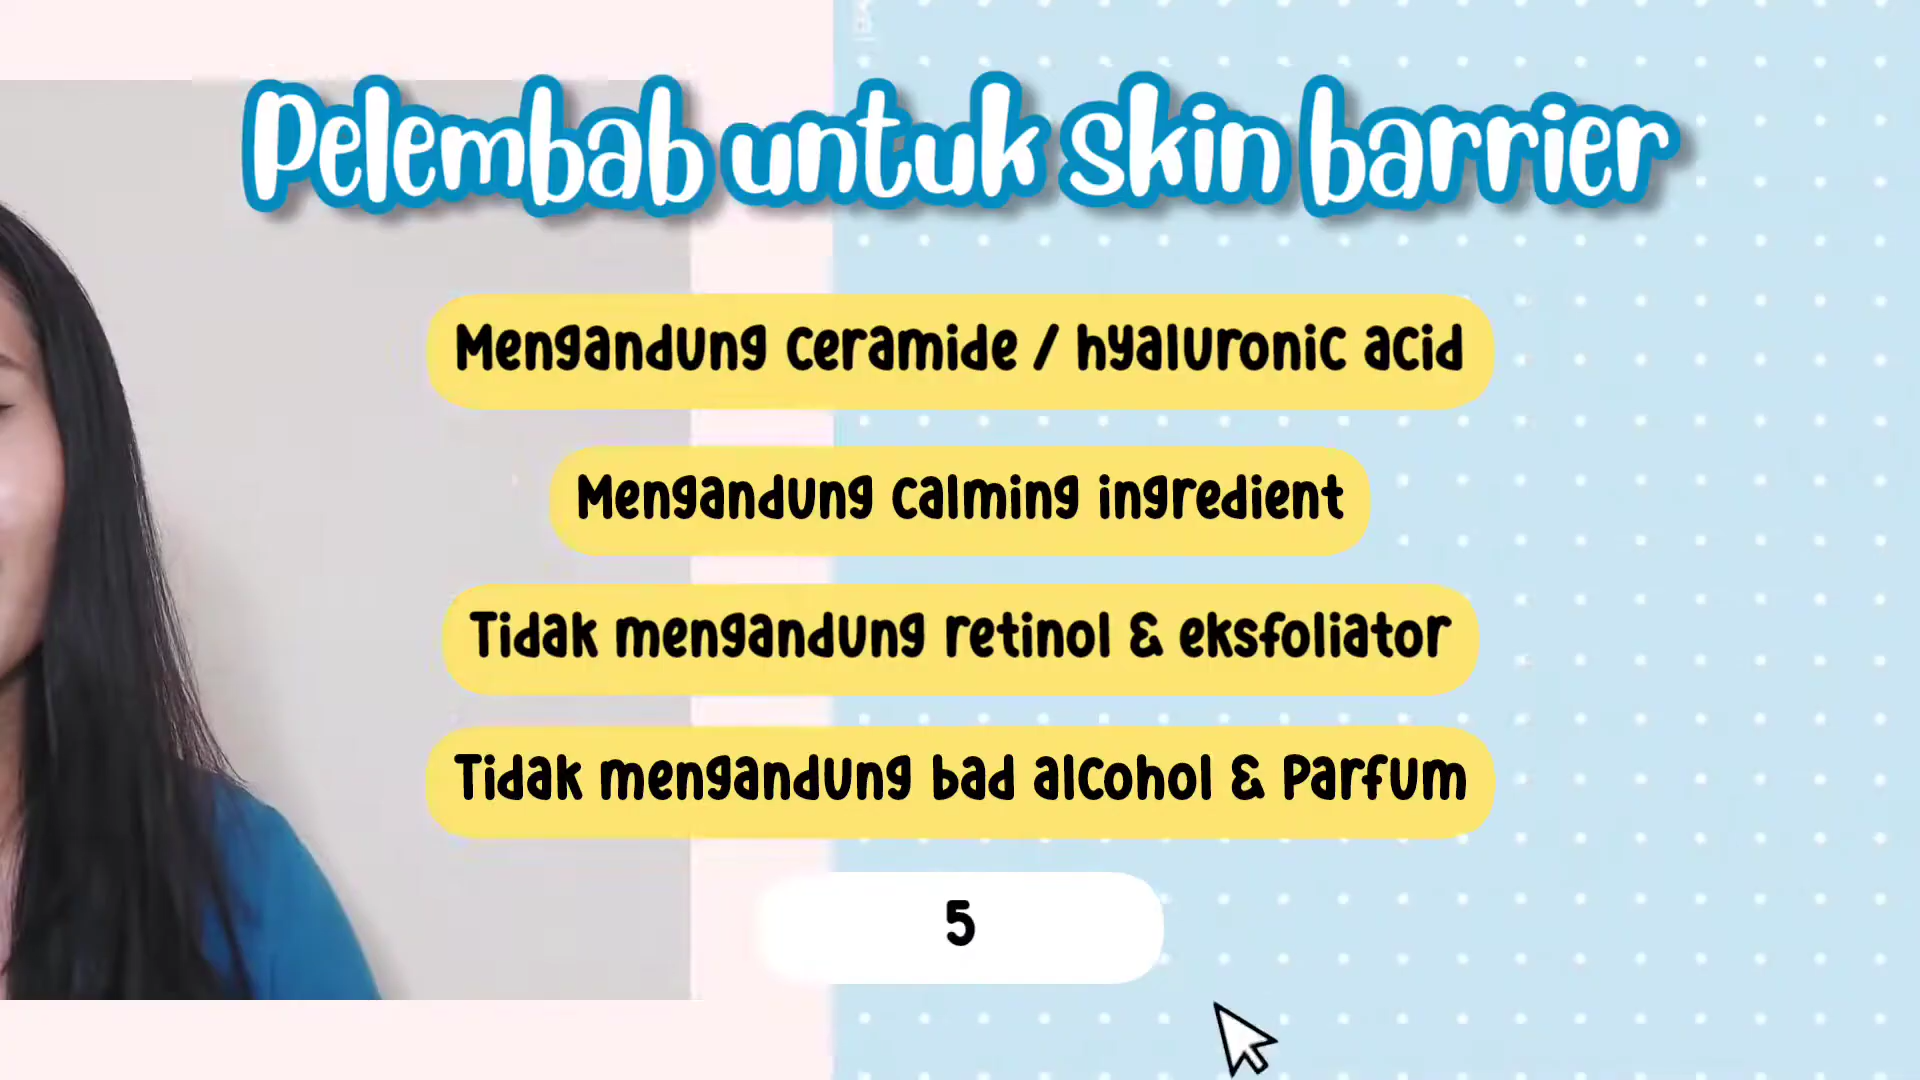 Pelembab untuk skin barrier
Mengandung ceramide / hyaluronic acid
Mengandung calming ingredient
Tidak mengandung retinol & eksfoliator
Tidak mengandung bad alcohol & Parfum
5